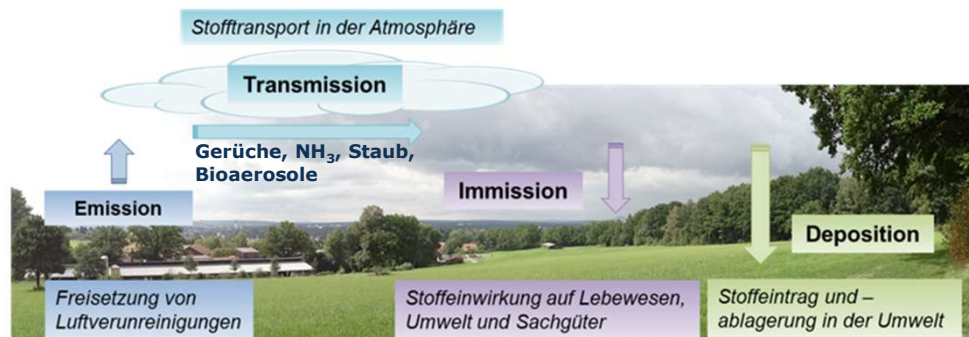 Stofftransport in der Atmosphäre
Transmission
Gerüche, NH₃, Staub,
Bioaerosole
Emission
Immission
Deposition
Freisetzung von
Luftverunreinigungen
Stoffeinwirkung auf Lebewesen,
Umwelt und Sachgüter
Stoffeintrag und –
ablagerung in der Umwelt